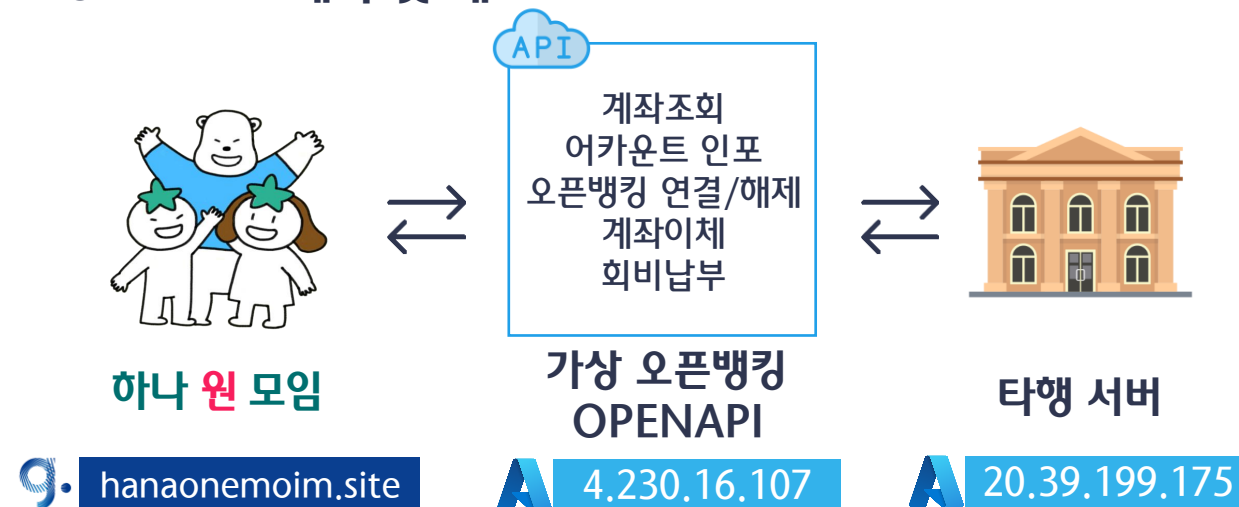 API
계좌조회
어카운트 인포
오픈뱅킹 연결/해제
계좌이체
회비납부
하나 원 모임
가상 오픈뱅킹
OPENAPI
타행 서버
g. hanaonemoim.site
4.230.16.107
20.39.199.175